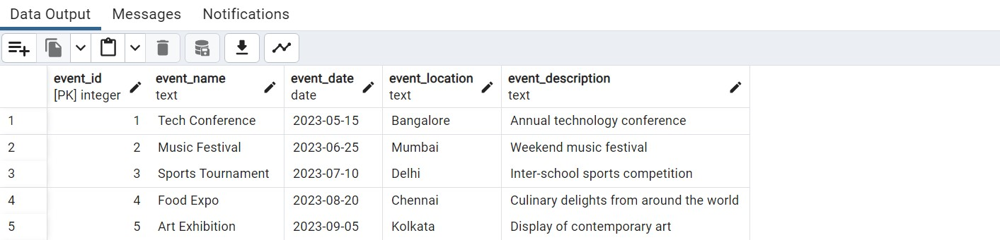 Data Output Messages Notifications
event_id event_name event_date event_location event_description
[PK] integer text date text text
1 1 Tech Conference 2023-05-15 Bangalore Annual technology conference
2 2 Music Festival 2023-06-25 Mumbai Weekend music festival
3 3 Sports Tournament 2023-07-10 Delhi Inter-school sports competition
4 4 Food Expo 2023-08-20 Chennai Culinary delights from around the world
5 5 Art Exhibition 2023-09-05 Kolkata Display of contemporary art